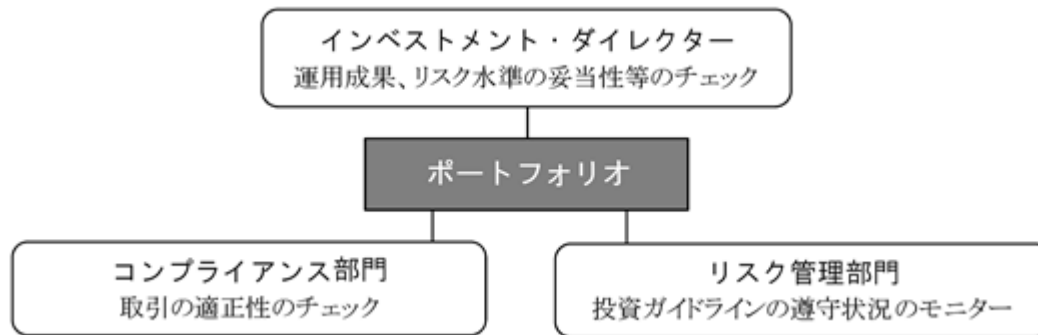 インベストメント・ダイレクター
運用成果、リスク水準の妥当性等のチェック
ポートフォリオ
コンプライアンス部門
取引の適正性のチェック
リスク管理部門
投資ガイドラインの遵守状況のモニター